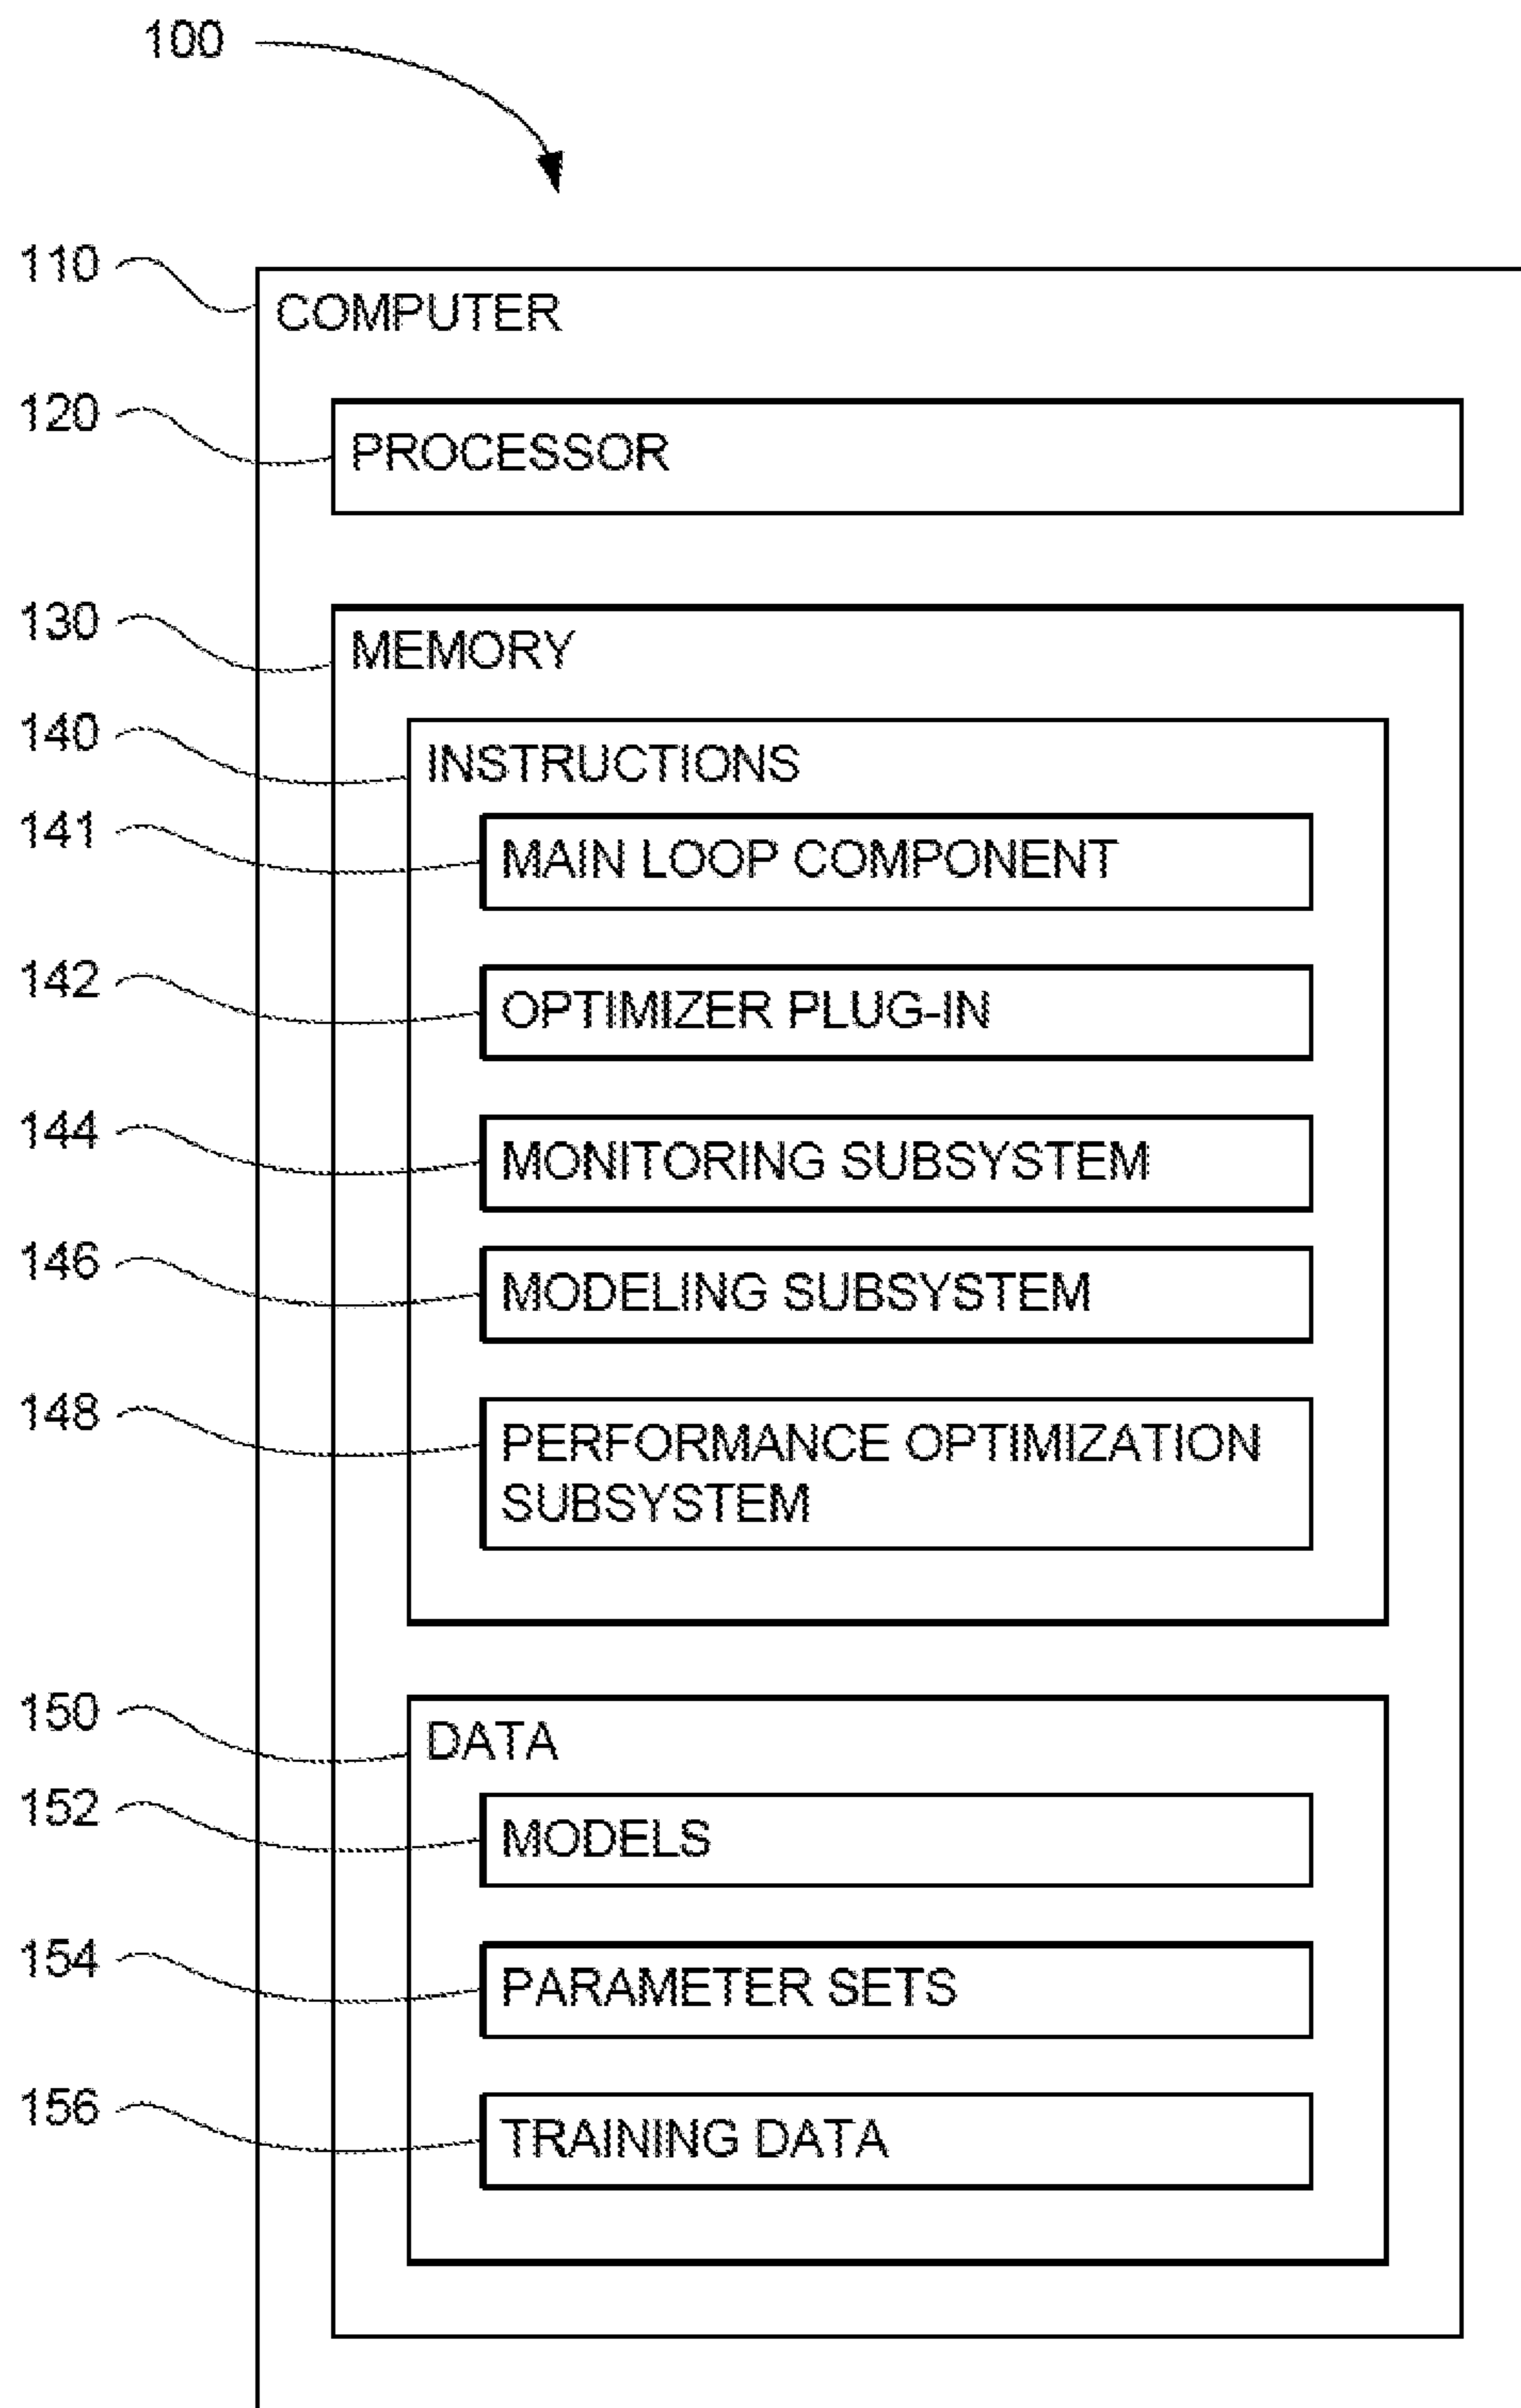 100
110
COMPUTER
120
PROCESSOR
130
MEMORY
140
INSTRUCTIONS
141
MAIN LOOP COMPONENT
142
OPTIMIZER PLUG-IN
144
MONITORING SUBSYSTEM
146
MODELING SUBSYSTEM
148
PERFORMANCE OPTIMIZATION
SUBSYSTEM
150
DATA
152
MODELS
154
PARAMETER SETS
156
TRAINING DATA